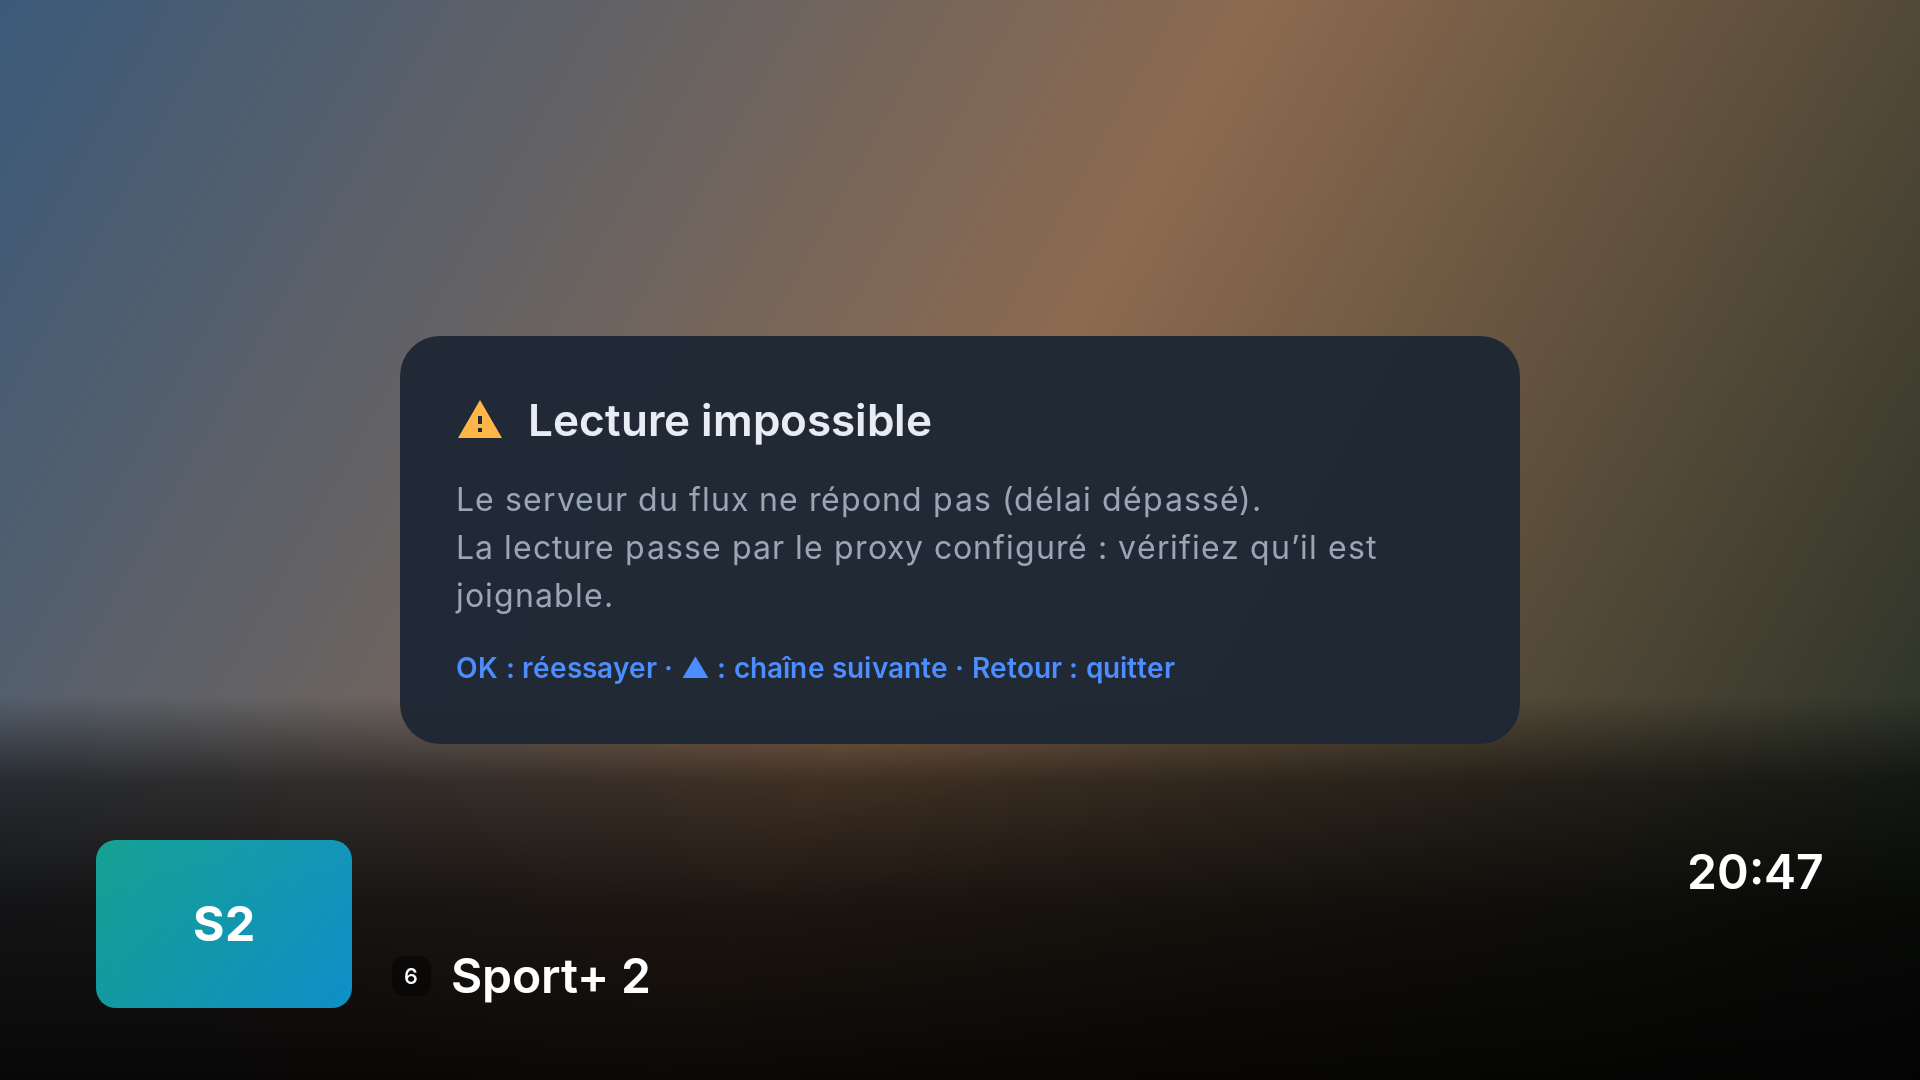 Lecture impossible
Le serveur du flux ne répond pas (délai dépassé).
La lecture passe par le proxy configuré : vérifiez qu’il est
joignable.
OK : réessayer · ▲ : chaîne suivante · Retour : quitter
20:47
S2
6 Sport+ 2